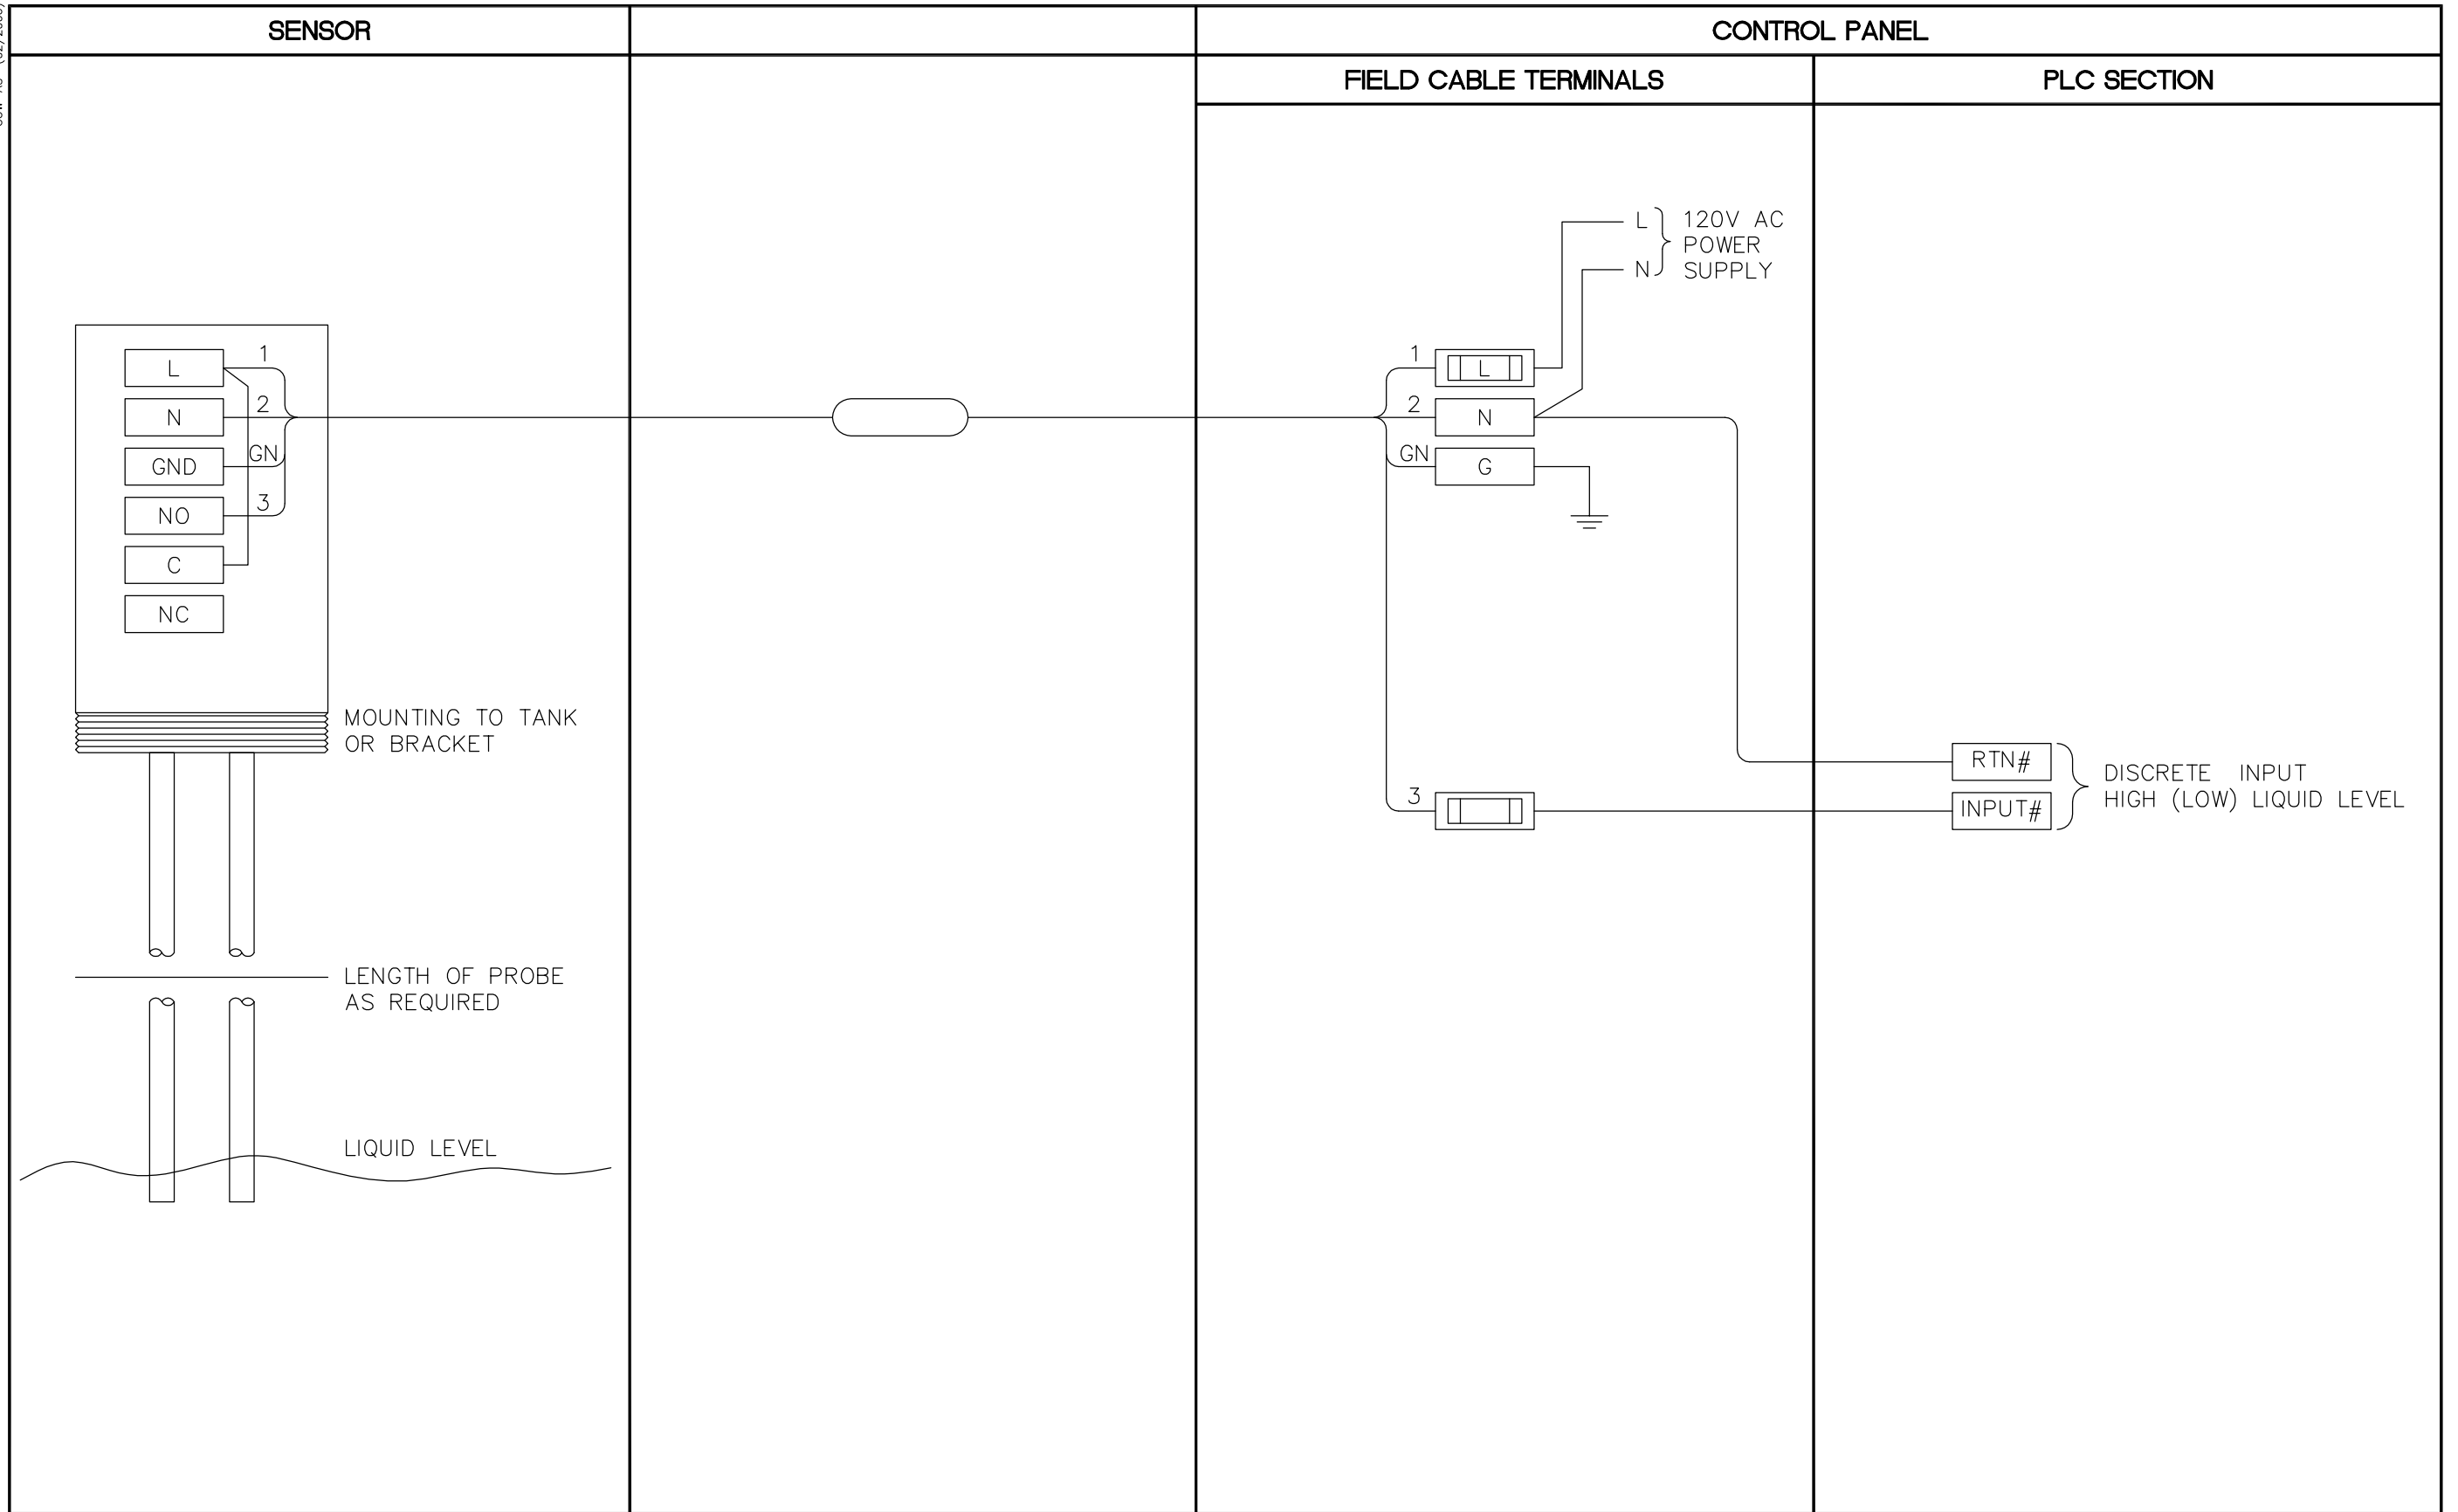 SENSOR
CONTROL PANEL
FIELD CABLE TERMINALS
PLC SECTION
L
N
120V AC
POWER
SUPPLY
L
N
GND
NO
C
NC
1
2
GN
3
1
2
GN
3
L
N
G
MOUNTING TO TANK
OR BRACKET
RTN#
INPUT#
DISCRETE INPUT
HIGH (LOW) LIQUID LEVEL
LENGTH OF PROBE
AS REQUIRED
LIQUID LEVEL